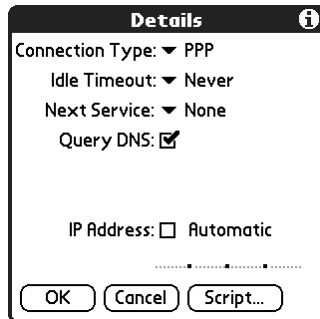 Details
Connection Type: PPP
Idle Timeout: Never
Next Service: None
Query DNS:
IP Address: Automatic
OK Cancel Script...